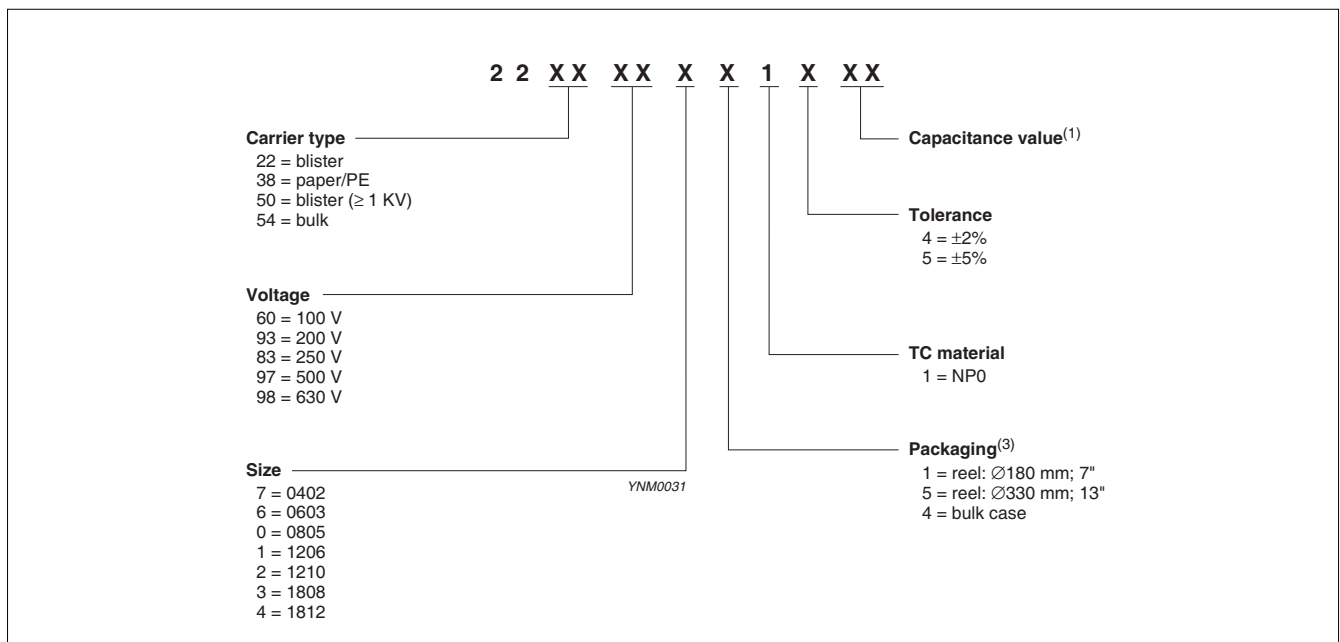 2 2 X X X X X X 1 X X X
Carrier type
22 = blister
38 = paper/PE
50 = blister (≥ 1 KV)
54 = bulk
Voltage
60 = 100 V
93 = 200 V
83 = 250 V
97 = 500 V
98 = 630 V
Size
7 = 0402
6 = 0603
0 = 0805
1 = 1206
2 = 1210
3 = 1808
4 = 1812
YNM0031
Capacitance value(1)
Tolerance
4 = ±2%
5 = ±5%
TC material
1 = NP0
Packaging(3)
1 = reel: ∅180 mm; 7"
5 = reel: ∅330 mm; 13"
4 = bulk case